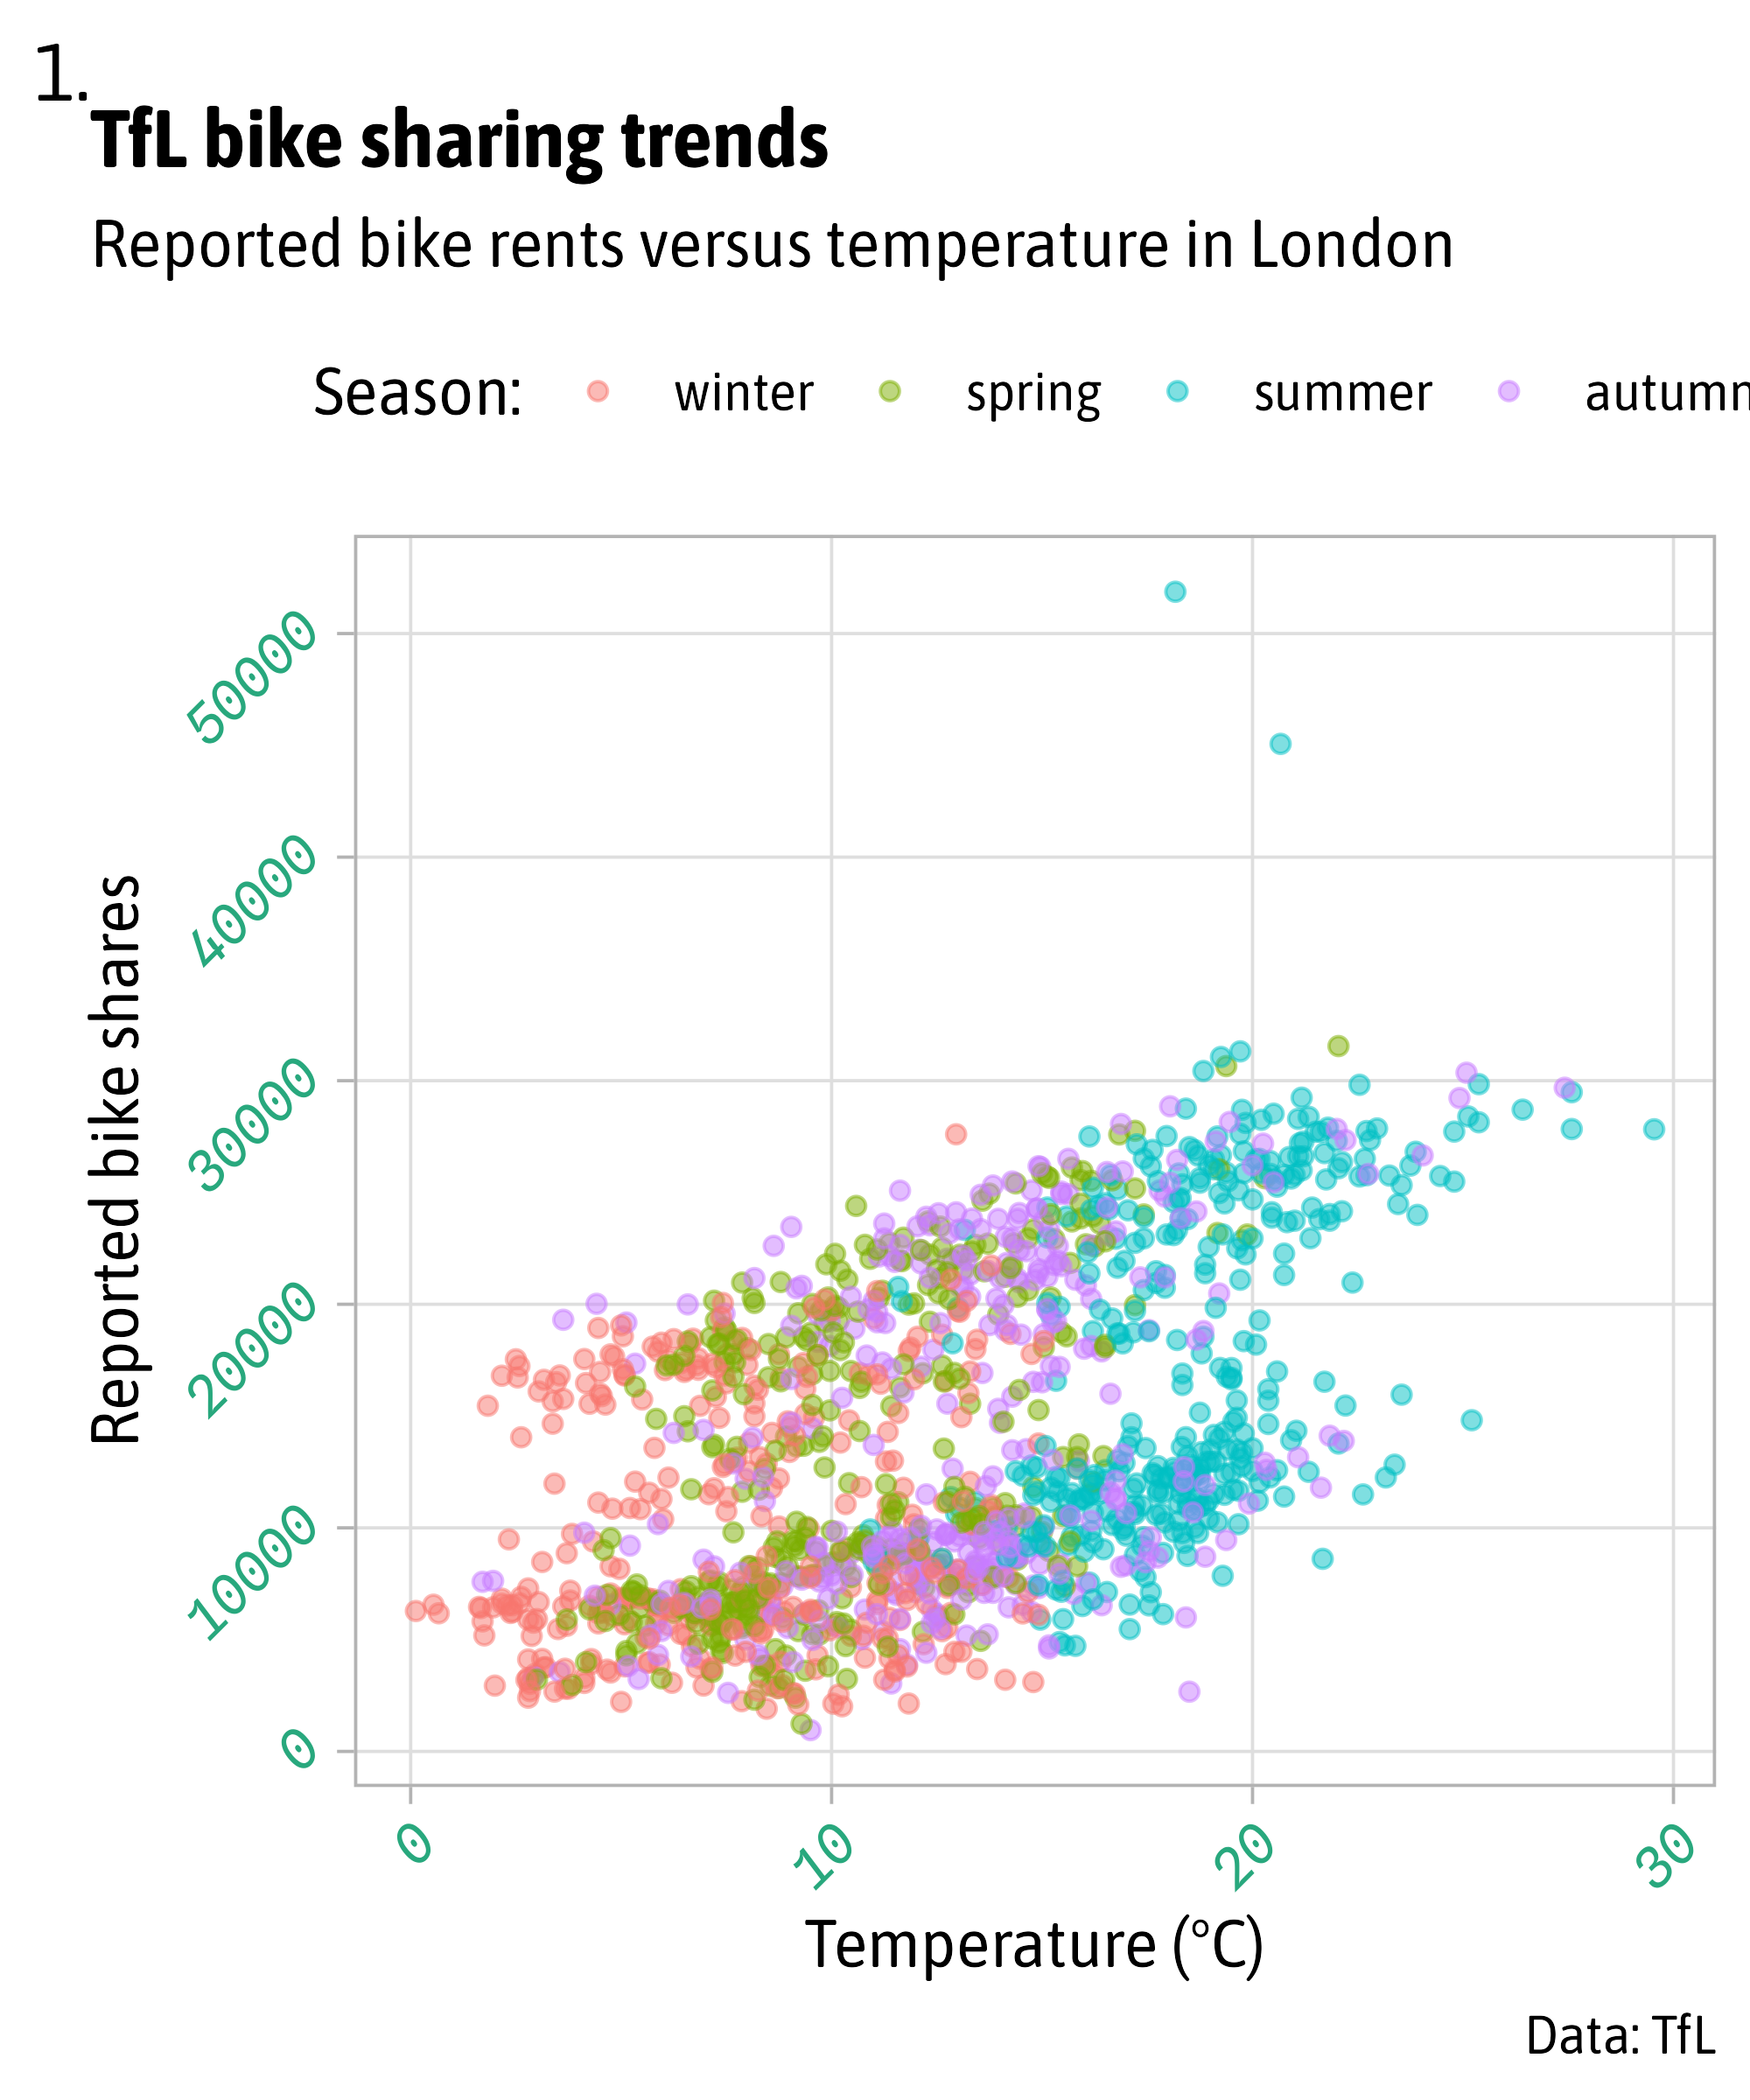 1.
TfL bike sharing trends
Reported bike rents versus temperature in London
Season: winter spring summer autumn
50000
40000
30000
20000
10000
0
Reported bike shares
0 10 20 30
Temperature (°C)
Data: TfL